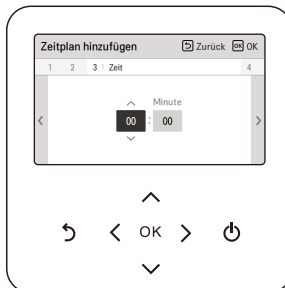 Zeitplan hinzufügen Zurück OK OK
1 2 3 Zeit 4
Minute
00 : 00
OK